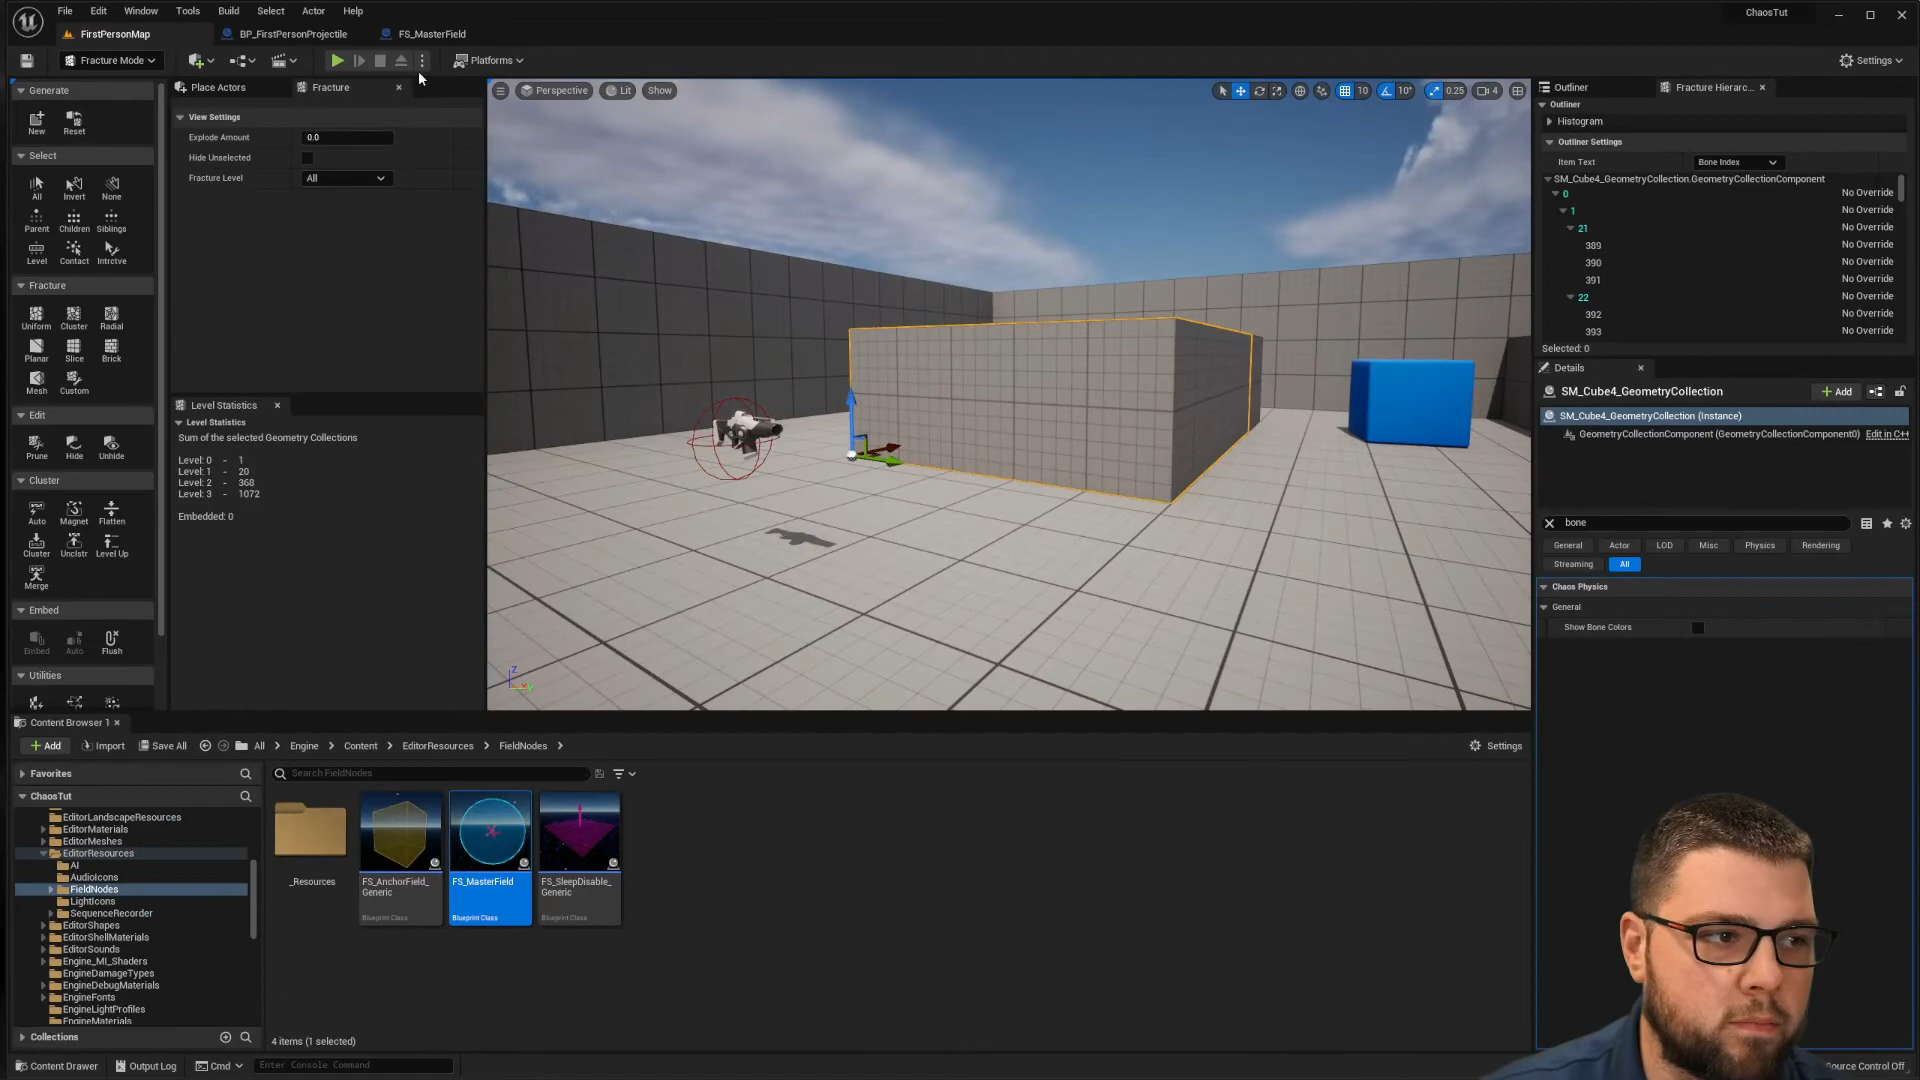 File Edit Window Tools Build Select Actor Help
ChaosTut
FirstPersonMap
BP_FirstPersonProjectile
FS_MasterField
Fracture Mode
Platforms
Settings
Generate
New
Reset
Select
All
Invert
None
Parent
Children
Siblings
Level
Contact
Intrctve
Fracture
Uniform
Cluster
Radial
Planar
Slice
Brick
Mesh
Custom
Edit
Prune
Hide
Unhide
Cluster
Auto
Magnet
Flatten
Cluster
Unclstr
Level Up
Merge
Embed
Embed
Auto
Flush
Utilities
Place Actors
Fracture
View Settings
Explode Amount 0.0
Hide Unselected
Fracture Level All
Level Statistics
Level Statistics
Sum of the selected Geometry Collections
Level: 0 - 1
Level: 1 - 20
Level: 2 - 368
Level: 3 - 1072
Embedded: 0
Perspective
Lit
Show
10
10°
0.25
4
Z
Outliner
Fracture Hierarc...
Outliner
Histogram
Outliner Settings
Item Text Bone Index
SM_Cube4_GeometryCollection.GeometryCollectionComponent
0 No Override
1 No Override
21 No Override
389 No Override
390 No Override
391 No Override
22 No Override
392 No Override
393 No Override
Selected: 0
Details
SM_Cube4_GeometryCollection
Add
SM_Cube4_GeometryCollection (Instance)
GeometryCollectionComponent (GeometryCollectionComponent0) Edit in C++
bone
General Actor LOD Misc Physics Rendering
Streaming All
Chaos Physics
General
Show Bone Colors
Content Browser 1
Add Import Save All All Engine Content EditorResources FieldNodes
Settings
Favorites
ChaosTut
EditorLandscapeResources
EditorMaterials
EditorMeshes
EditorResources
AI
AudioIcons
FieldNodes
LightIcons
SequenceRecorder
EditorShapes
EditorShellMaterials
EditorSounds
Engine_MI_Shaders
EngineDamageTypes
EngineDebugMaterials
EngineFonts
EngineLightProfiles
EngineMaterials
Collections
Search FieldNodes
_Resources
FS_AnchorField_
Generic
Blueprint Class
FS_MasterField
Blueprint Class
FS_SleepDisable_
Generic
Blueprint Class
4 items (1 selected)
Content Drawer
Output Log
Cmd
Enter Console Command
Source Control Off